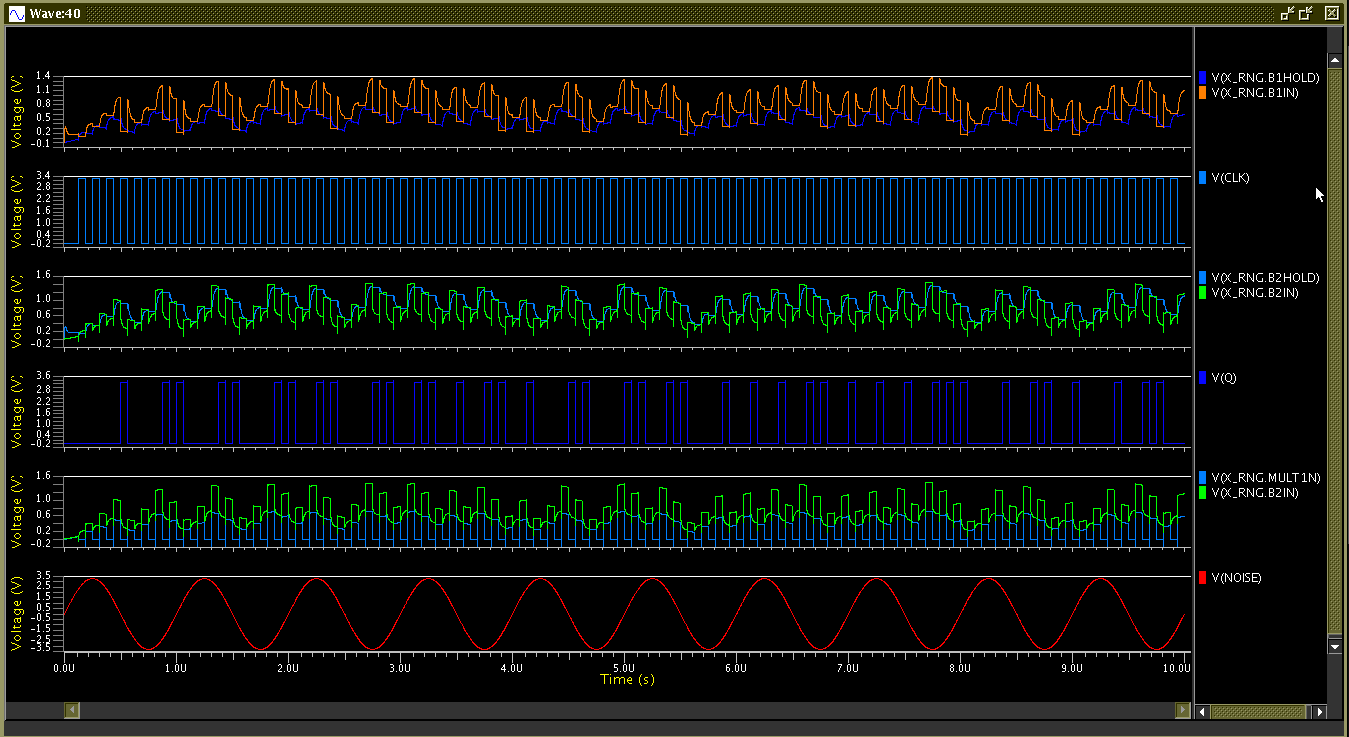 Wave:40
Voltage (V)
1.4
1.1
0.8
0.5
0.2
-0.1
V(X_RNG.B1HOLD)
V(X_RNG.B1IN)
Voltage (V)
3.4
2.8
2.2
1.6
1.0
0.4
-0.2
V(CLK)
Voltage (V)
1.6
1.0
0.6
0.2
-0.2
V(X_RNG.B2HOLD)
V(X_RNG.B2IN)
Voltage (V)
3.6
2.8
2.2
1.6
1.0
0.4
-0.2
V(Q)
Voltage (V)
1.6
1.0
0.6
0.2
-0.2
V(X_RNG.MULT1N)
V(X_RNG.B2IN)
Voltage (V)
3.5
2.5
1.5
0.5
-0.5
-1.5
-2.5
-3.5
V(NOISE)
0.00 1.0U 2.0U 3.0U 4.0U 5.0U 6.0U 7.0U 8.0U 9.0U 10.0U
Time (s)